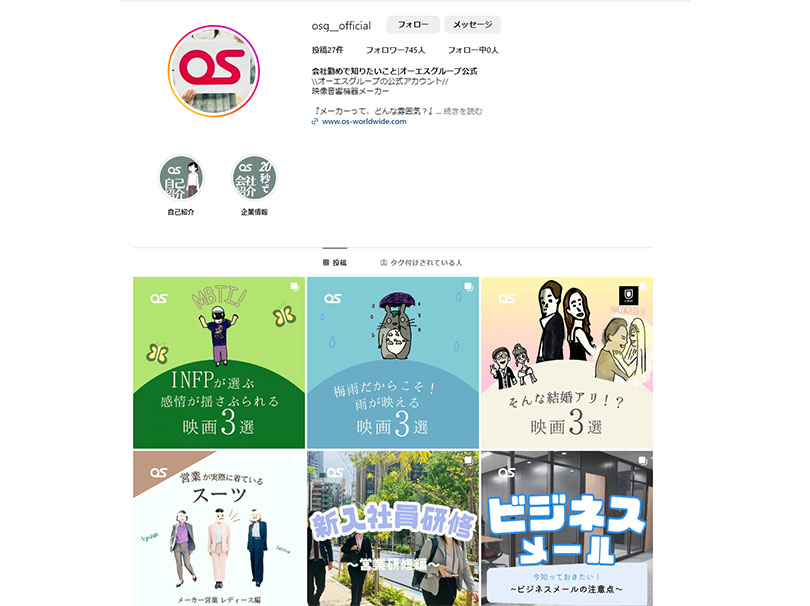 OS
osg__official
フォロー
メッセージ
投稿27件 フォロワー745人 フォロー中0人
会社勤めで知りたいこと|オーエスグループ公式
\\オーエスグループの公式アカウント//
映像音響機器メーカー
『メーカーって、どんな雰囲気？』... 続きを読む
www.os-worldwide.com
OS
自己紹介
OS
20秒で
会社紹介
自己紹介
企業情報
投稿
タグ付けされている人
OS
MBTI!
INFPが選ぶ
感情が揺さぶられる
映画3選
OS
梅雨だからこそ！
雨が映える
映画3選
OS
そんな結婚アリ！？
映画3選
OS
営業が実際に着ている
スーツ
メーカー営業 レディース編
OS
新入社員研修
～営業研修編～
OS
ビジネス
メール
今知っておきたい！
～ビジネスメールの注意点～